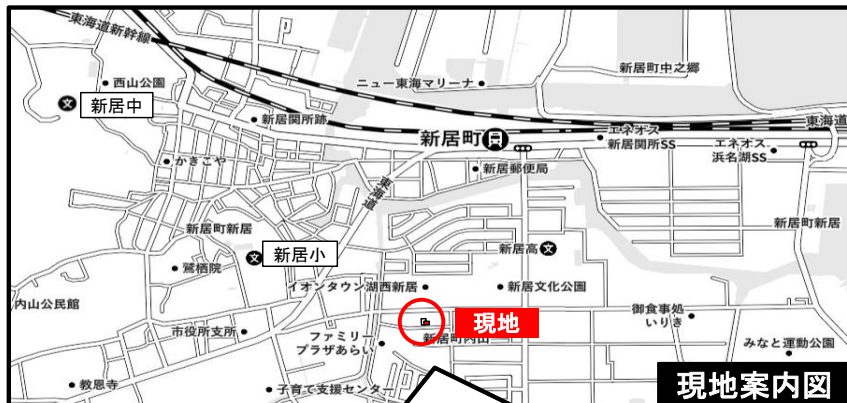 東海道新幹線
西山公園
新居中
ニュー東海マリーナ
新居町中之郷
新居関所跡
新居町
エネオス
新居関所SS
東海道
エネオス
浜名湖SS
かきこや
新居郵便局
東海道
新居町新居
新居町新居
新居小
新居高
鷲栖院
イオンタウン湖西新居
新居文化公園
内山公民館
御食事処
いりき
現地
市役所支所
ファミリー
プラザあらい
新居町内山
みなと運動公園
教恩寺
子育て支援センター
現地案内図